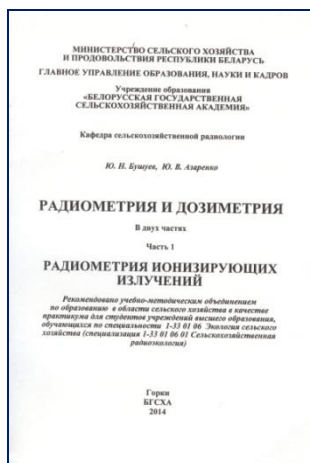 МИНИСТЕРСТВО СЕЛЬСКОГО ХОЗЯЙСТВА
И ПРОДОВОЛЬСТВИЯ РЕСПУБЛИКИ БЕЛАРУСЬ
ГЛАВНОЕ УПРАВЛЕНИЕ ОБРАЗОВАНИЯ, НАУКИ И КАДРОВ
Учреждение образования
«БЕЛОРУССКАЯ ГОСУДАРСТВЕННАЯ
СЕЛЬСКОХОЗЯЙСТВЕННАЯ АКАДЕМИЯ»
Кафедра сельскохозяйственной радиологии
Ю. Н. Бушуев, Ю. В. Азаренко
РАДИОМЕТРИЯ И ДОЗИМЕТРИЯ
В двух частях
Часть 1
РАДИОМЕТРИЯ ИОНИЗИРУЮЩИХ
ИЗЛУЧЕНИЙ
Рекомендовано учебно-методическим объединением
по образованию в области сельского хозяйства в качестве
практикума для студентов учреждений высшего образования,
обучающихся по специальности 1-33 01 06 Экология сельского
хозяйства (специализация 1-33 01 06 01 Сельскохозяйственная
радиоэкология)
Горки
БГСХА
2014